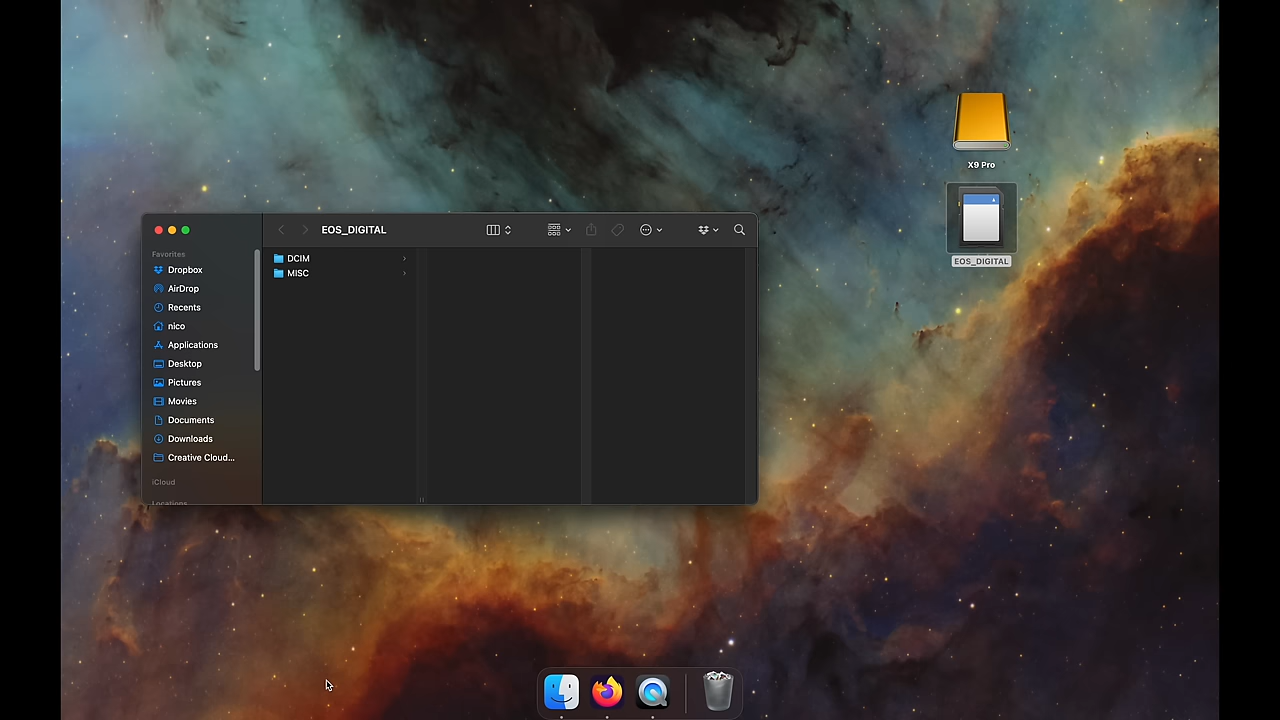 X9 Pro
EOS_DIGITAL
EOS_DIGITAL
Favorites
Dropbox
AirDrop
Recents
nico
Applications
Desktop
Pictures
Movies
Documents
Downloads
Creative Cloud...
iCloud
Locations
DCIM
MISC